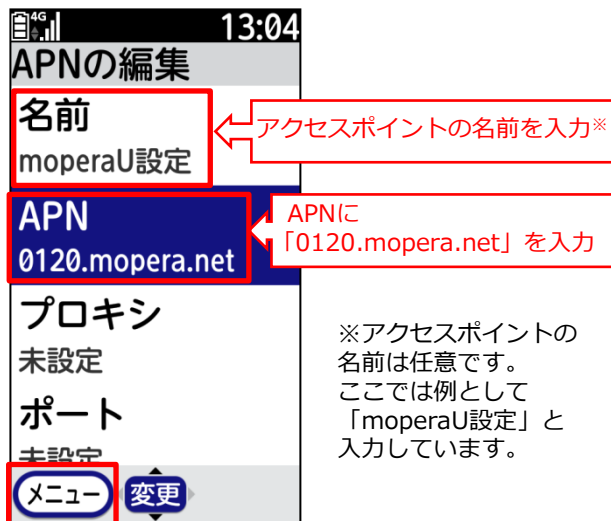 4G 13:04
APNの編集
名前
moperaU設定
アクセスポイントの名前を入力※
APN
0120.mopera.net
APNに
「0120.mopera.net」を入力
プロキシ
未設定
ポート
未設定
メニュー 変更
※アクセスポイントの
名前は任意です。
ここでは例として
「moperaU設定」と
入力しています。